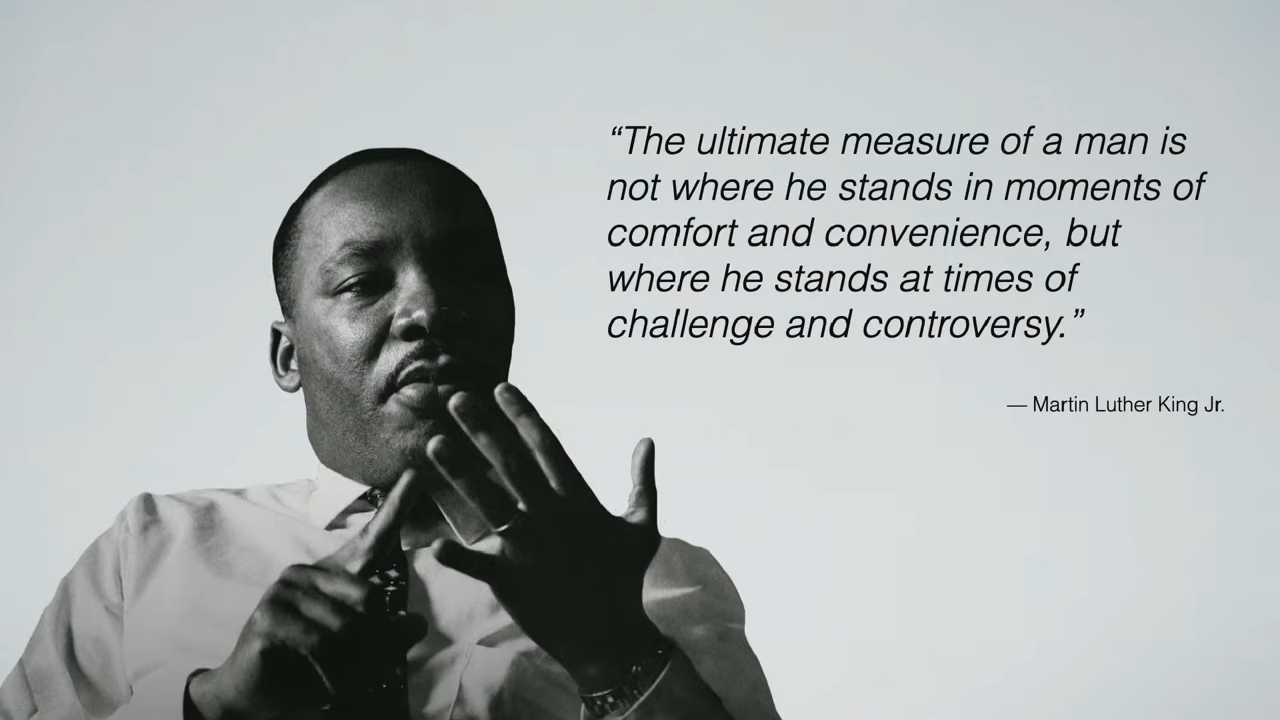 “The ultimate measure of a man is
not where he stands in moments of
comfort and convenience, but
where he stands at times of
challenge and controversy.”
— Martin Luther King Jr.